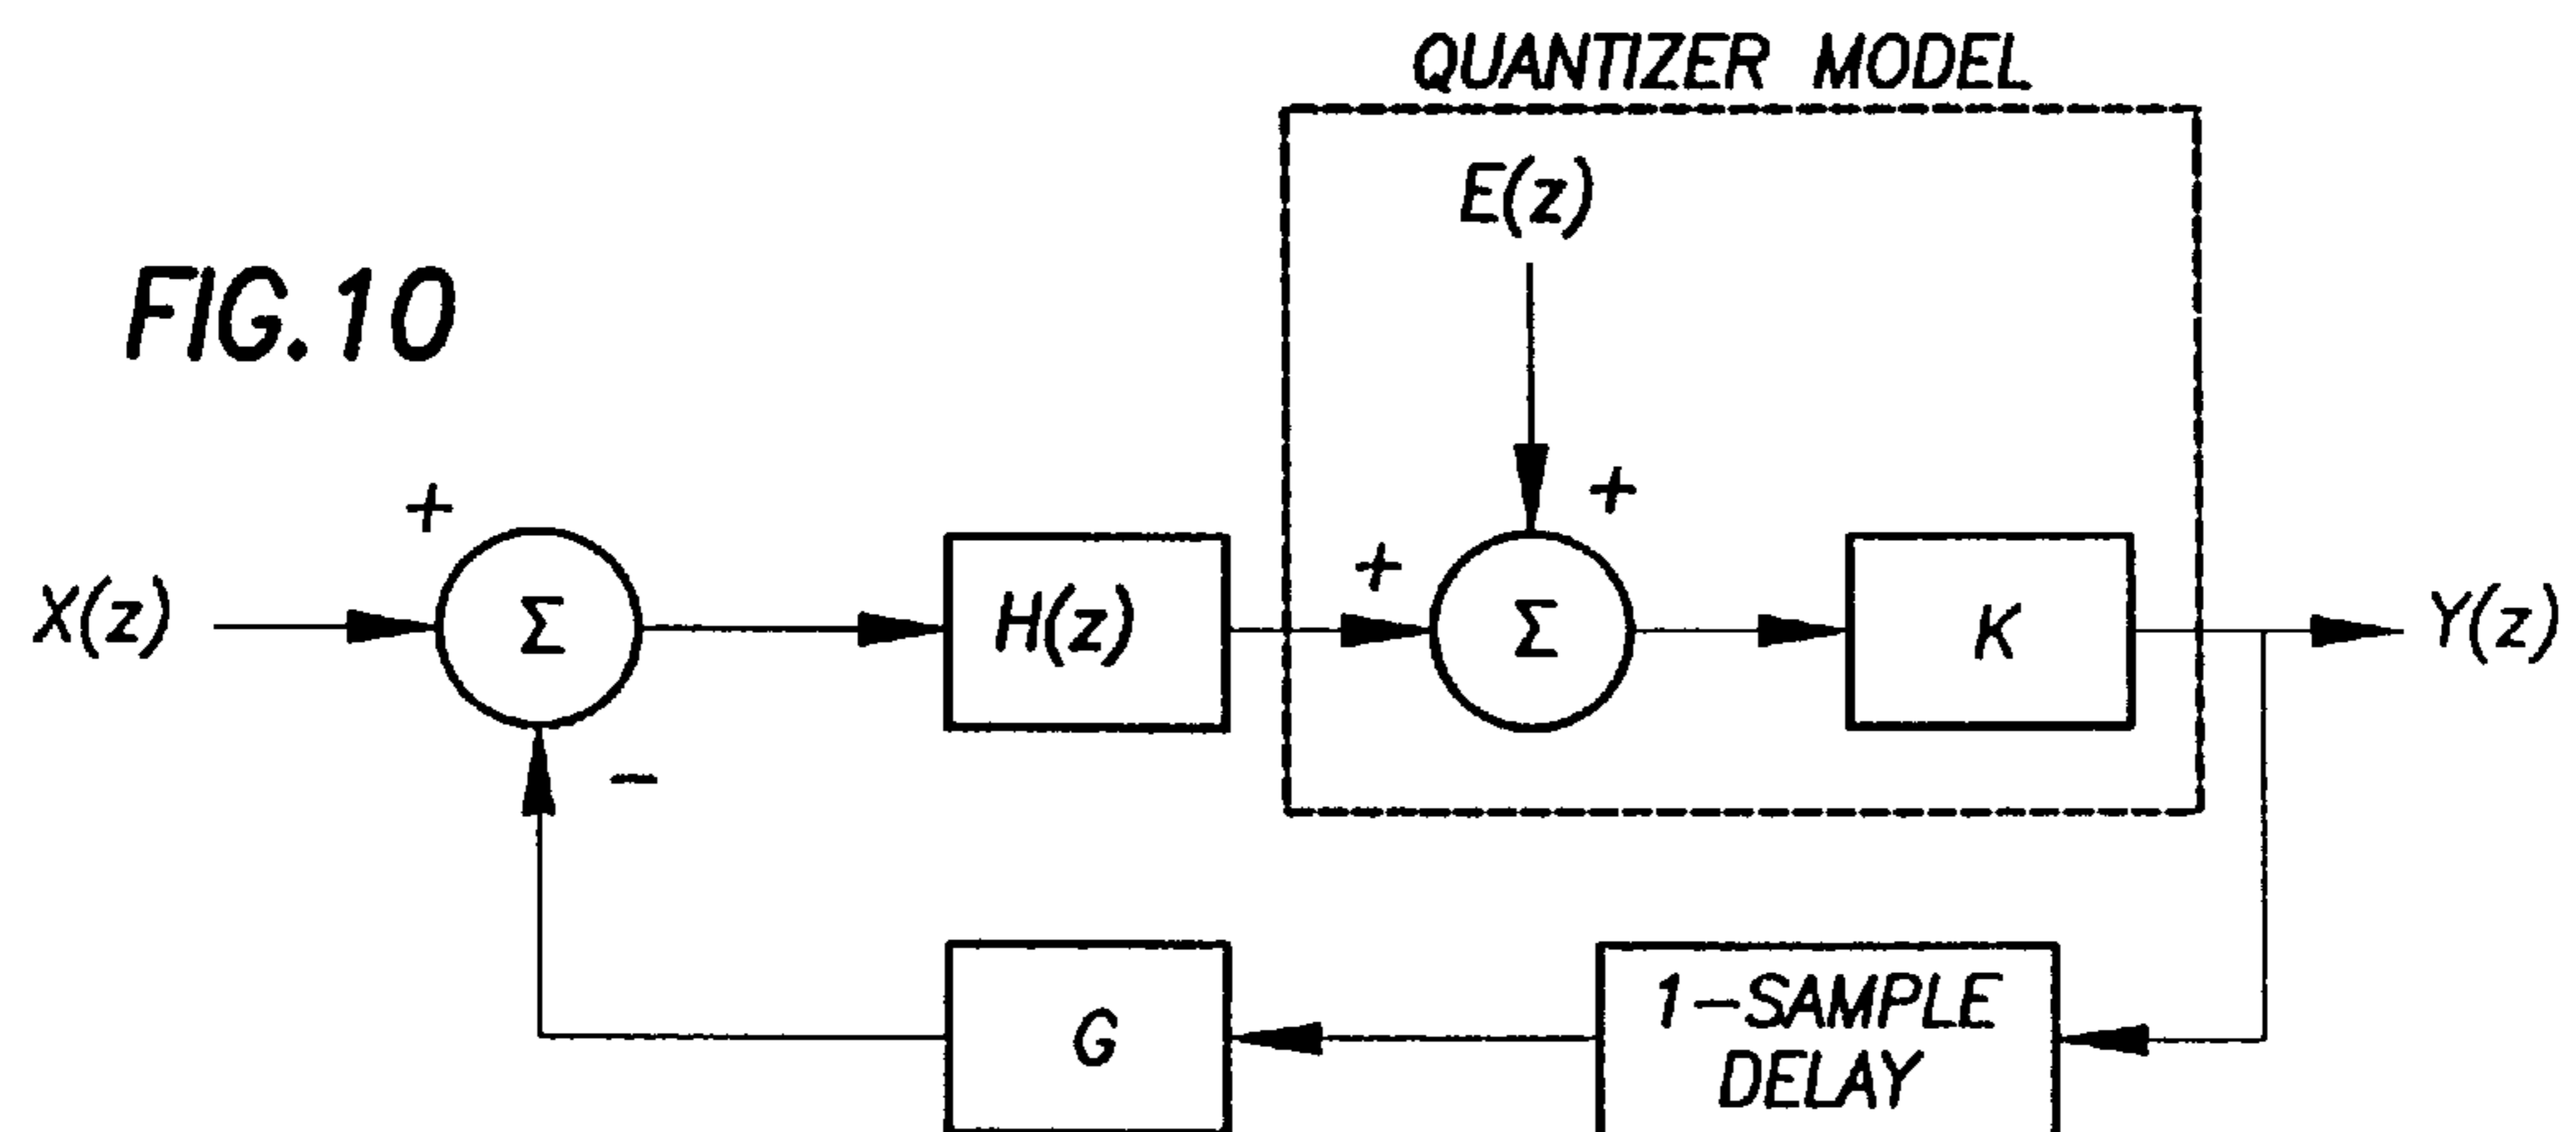 QUANTIZER MODEL
E(z)
FIG. 10
+
+
+
X(z)
Σ
H(z)
Σ
K
Y(z)
-
G
1-SAMPLE
DELAY